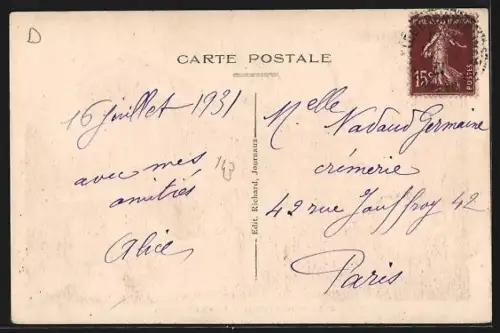 D
CARTE POSTALE
15c
POSTES
16 Juillet 1931
avec mes
amitiés
Alice
143
Edit. Richard, Journaux
Melle
Nadaud Germaine
crémerie
42 rue Jouffroy 42
Paris